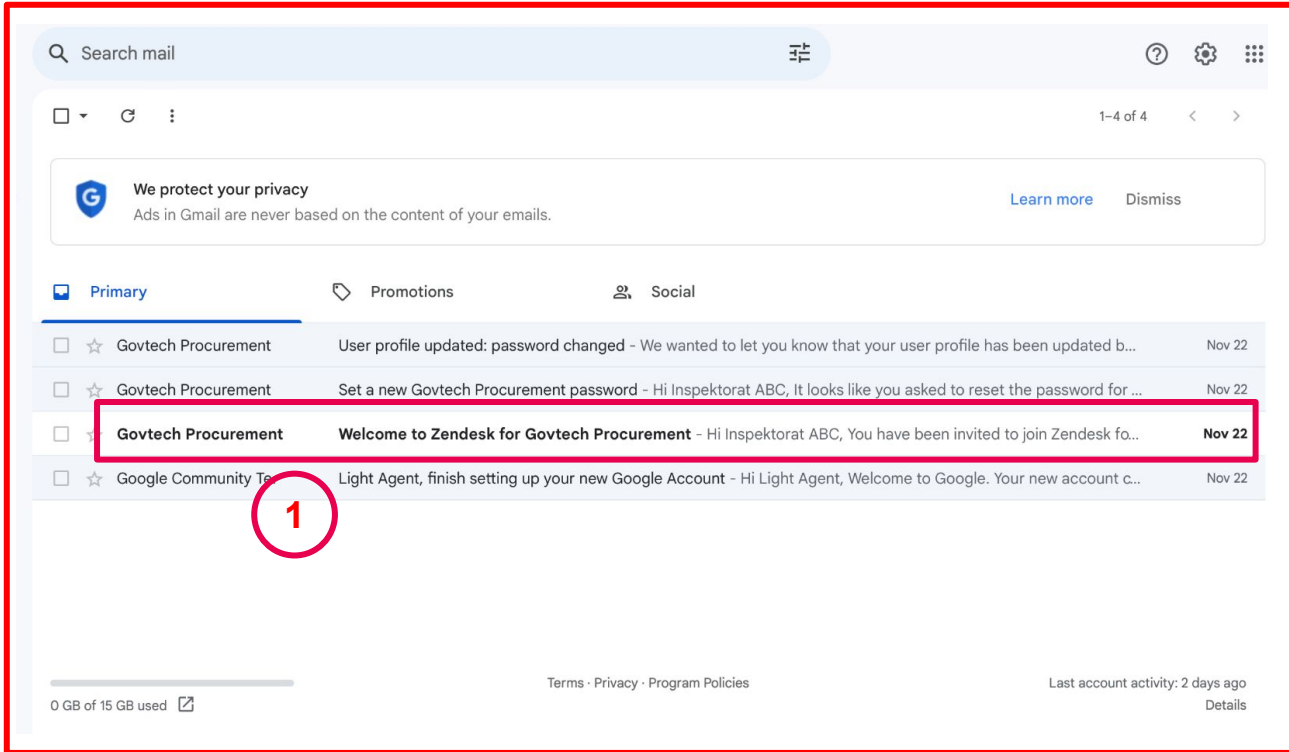 Search mail
1–4 of 4
We protect your privacy
Learn more Dismiss
Ads in Gmail are never based on the content of your emails.
Primary Promotions Social
Govtech Procurement User profile updated: password changed - We wanted to let you know that your user profile has been updated b... Nov 22
Govtech Procurement Set a new Govtech Procurement password - Hi Inspektorat ABC, It looks like you asked to reset the password for ... Nov 22
Govtech Procurement Welcome to Zendesk for Govtech Procurement - Hi Inspektorat ABC, You have been invited to join Zendesk fo... Nov 22
Google Community Te. Light Agent, finish setting up your new Google Account - Hi Light Agent, Welcome to Google. Your new account c... Nov 22
1
Terms · Privacy · Program Policies Last account activity: 2 days ago
0 GB of 15 GB used Details